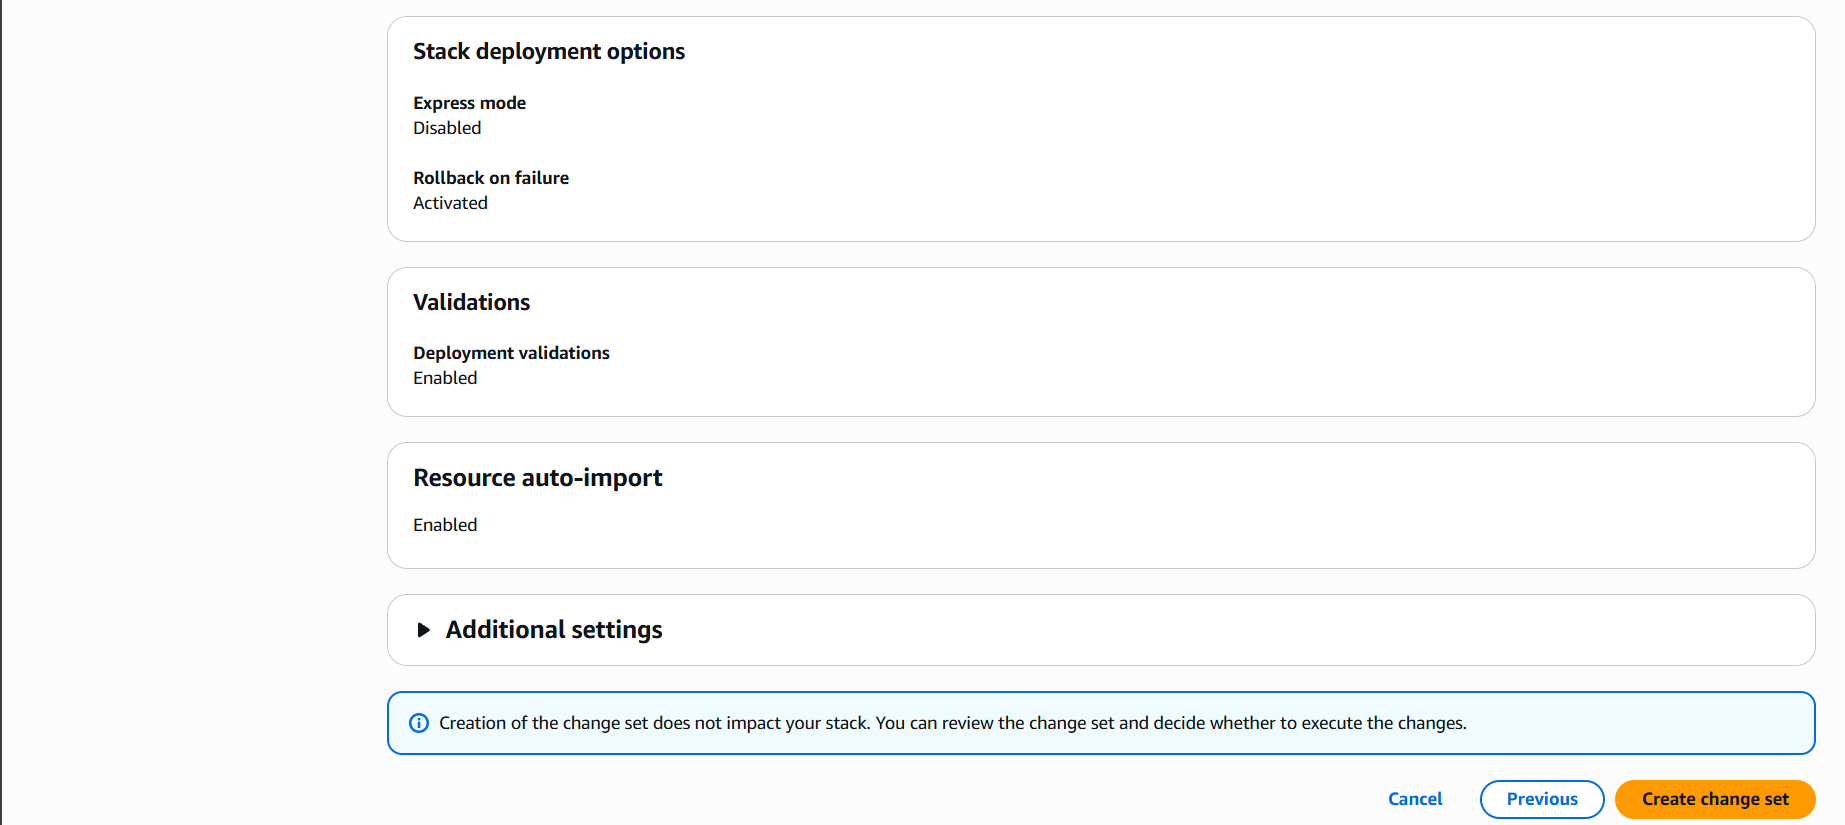 Stack deployment options
Express mode
Disabled
Rollback on failure
Activated
Validations
Deployment validations
Enabled
Resource auto-import
Enabled
Additional settings
Creation of the change set does not impact your stack. You can review the change set and decide whether to execute the changes.
Cancel
Previous
Create change set